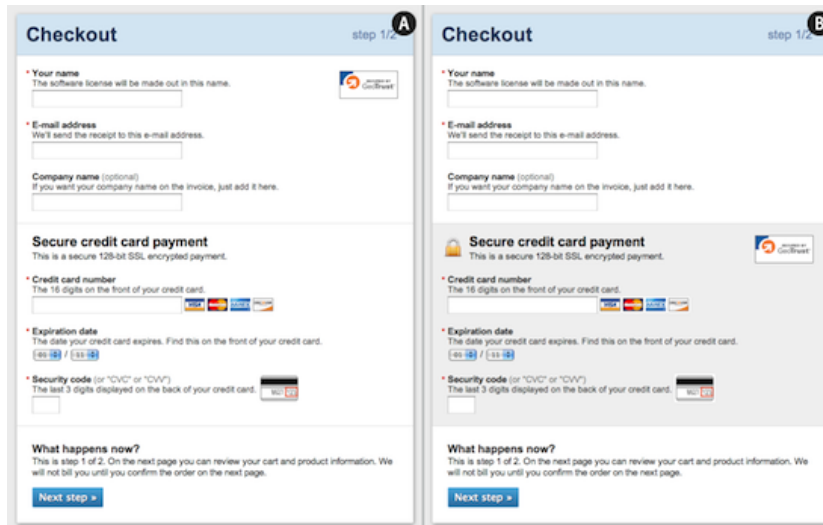 Checkout
step 1/2
A
* Your name
The software license will be made out in this name.
GeoTrust
* E-mail address
We'll send the receipt to this e-mail address.
Company name (optional)
If you want your company name on the invoice, just add it here.
Secure credit card payment
This is a secure 128-bit SSL encrypted payment.
* Credit card number
The 16 digits on the front of your credit card.
VISA
* Expiration date
The date your credit card expires. Find this on the front of your credit card.
01 / 11
* Security code (or "CVC" or "CVV")
The last 3 digits displayed on the back of your credit card.
What happens now?
This is step 1 of 2. On the next page you can review your cart and product information. We
will not bill you until you confirm the order on the next page.
Next step »
Checkout
step 1/2
B
* Your name
The software license will be made out in this name.
* E-mail address
We'll send the receipt to this e-mail address.
Company name (optional)
If you want your company name on the invoice, just add it here.
Secure credit card payment
This is a secure 128-bit SSL encrypted payment.
GeoTrust
* Credit card number
The 16 digits on the front of your credit card.
VISA
* Expiration date
The date your credit card expires. Find this on the front of your credit card.
01 / 11
* Security code (or "CVC" or "CVV")
The last 3 digits displayed on the back of your credit card.
What happens now?
This is step 1 of 2. On the next page you can review your cart and product information. We
will not bill you until you confirm the order on the next page.
Next step »